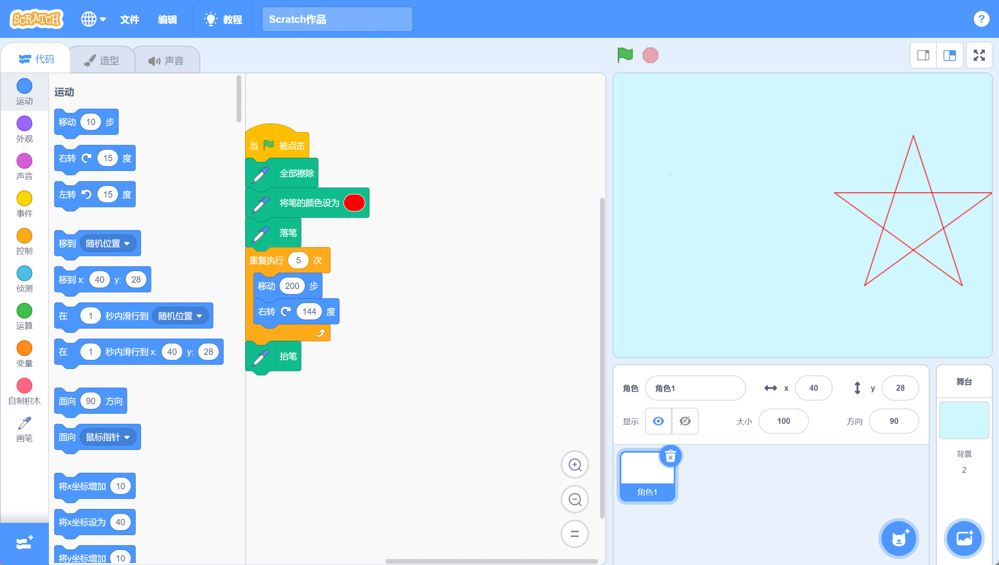 SCRATCH
文件
编辑
教程
Scratch作品
?
代码
造型
声音
运动
外观
声音
事件
控制
侦测
运算
变量
自制积木
画笔
运动
移动 10 步
右转 15 度
左转 15 度
移到 随机位置
移到 x: 40 y: 28
在 1 秒内滑行到 随机位置
在 1 秒内滑行到 x: 40 y: 28
面向 90 方向
面向 鼠标指针
将x坐标增加 10
将x坐标设为 40
将y坐标增加 10
当 被点击
全部擦除
将笔的颜色设为
落笔
重复执行 5 次
移动 200 步
右转 144 度
抬笔
角色 角色1 x 40 y 28
显示 大小 100 方向 90
角色1
舞台
背景
2